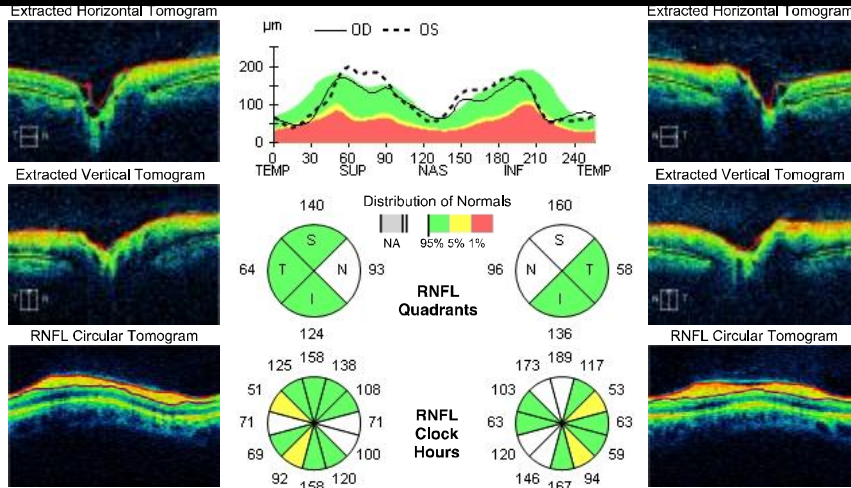 Extracted Horizontal Tomogram
T N
µm
OD OS
200
100
0
0 30 60 90 120 150 180 210 240
TEMP SUP NAS INF TEMP
Extracted Horizontal Tomogram
N T
Extracted Vertical Tomogram
T N
Distribution of Normals
NA 95% 5% 1%
140
S
64 T N 93
I
124
RNFL
Quadrants
160
S
96 N T 58
I
136
Extracted Vertical Tomogram
N T
RNFL Circular Tomogram
158
125 138
51 108
71 71
69 100
92 120
158
RNFL
Clock
Hours
189
173 117
103 53
63 63
120 59
146 94
167
RNFL Circular Tomogram